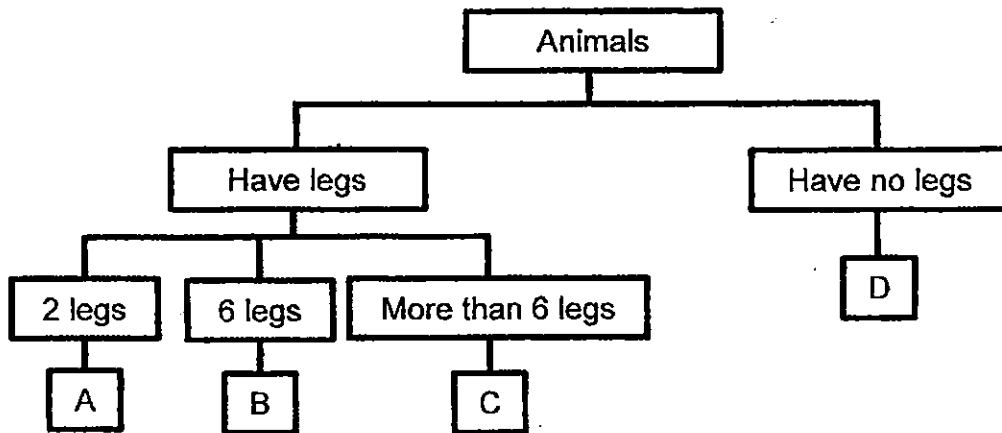 Animals
Have legs
Have no legs
2 legs
6 legs
More than 6 legs
D
A
B
C